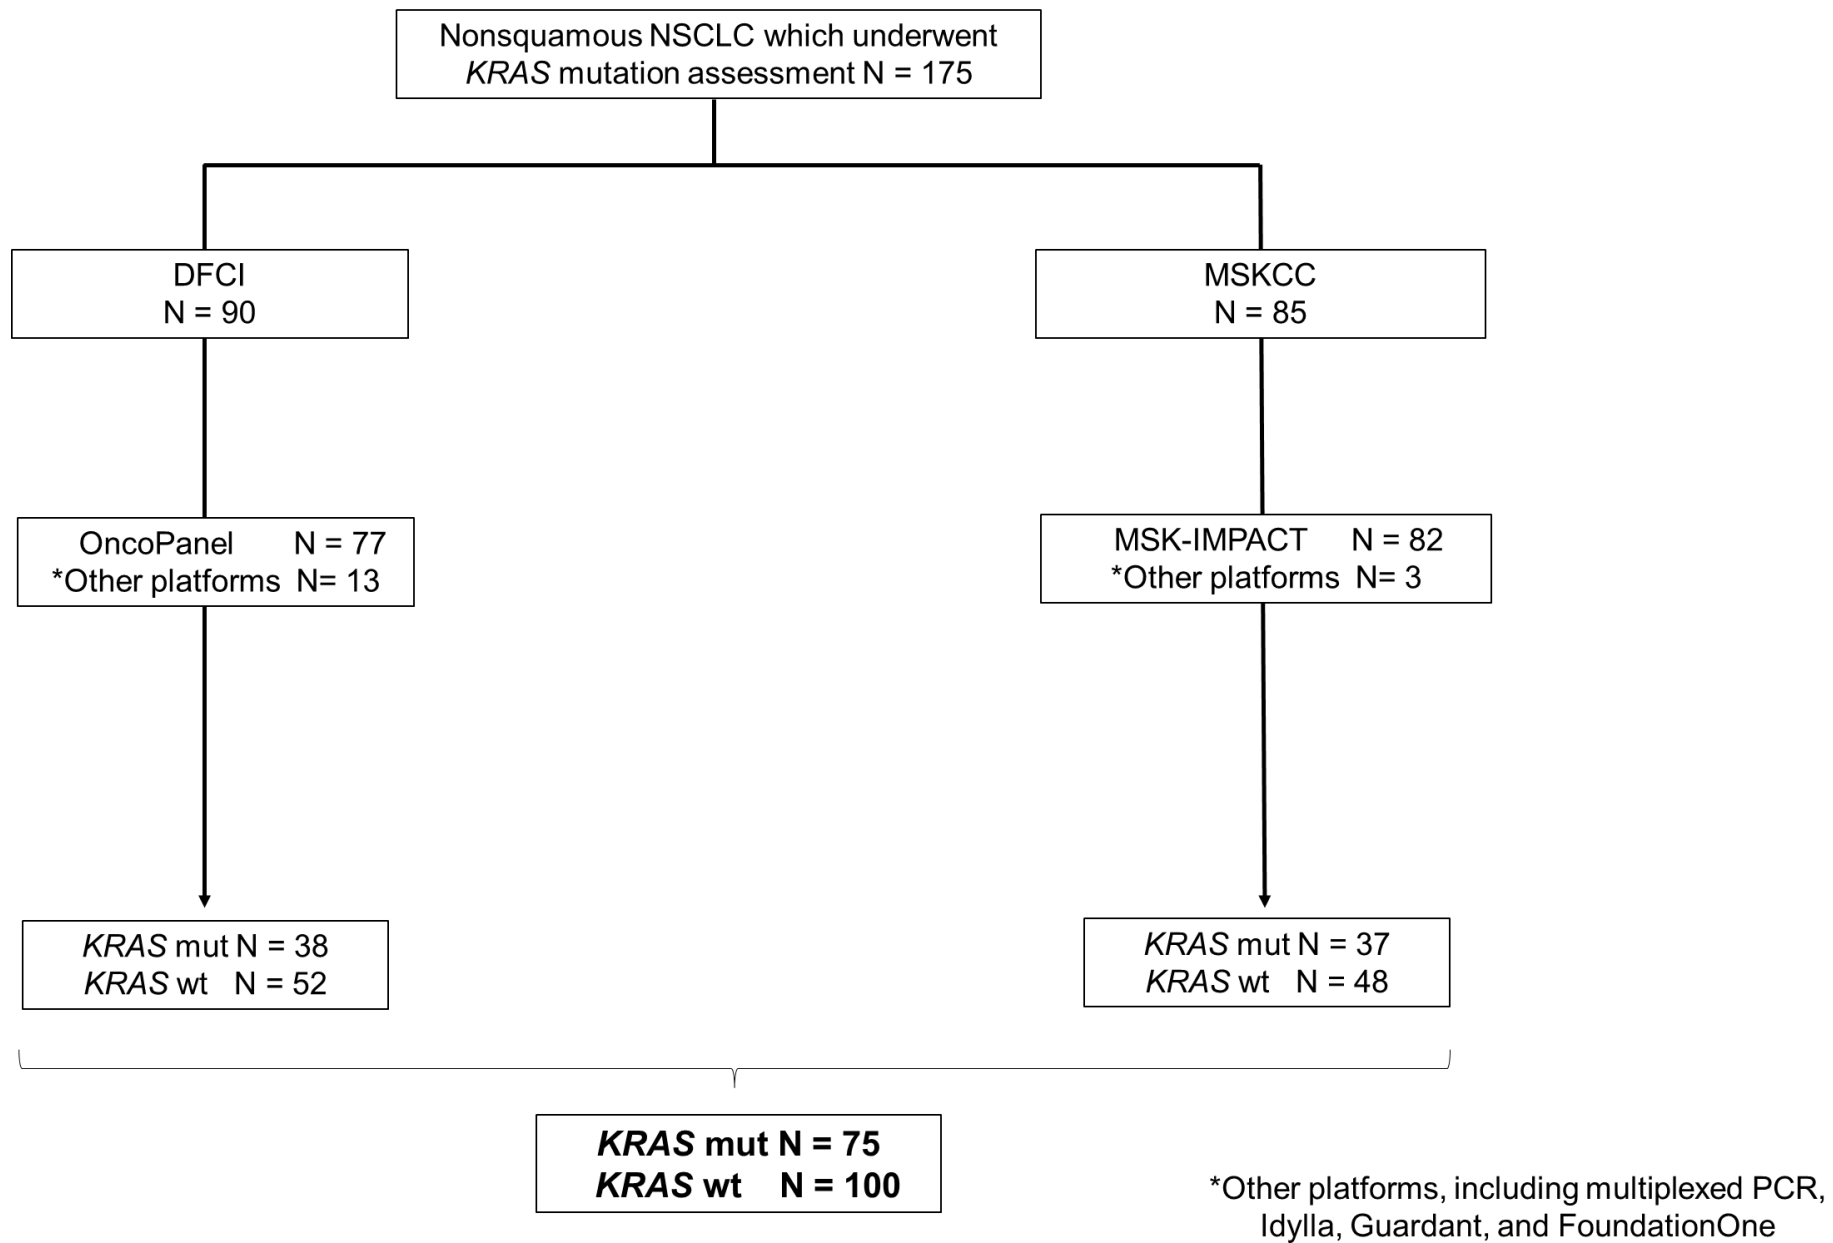 Nonsquamous NSCLC which underwent
KRAS mutation assessment N = 175
DFCI
N = 90
MSKCC
N = 85
OncoPanel N = 77
*Other platforms N= 13
MSK-IMPACT N = 82
*Other platforms N= 3
KRAS mut N = 38
KRAS wt N = 52
KRAS mut N = 37
KRAS wt N = 48
KRAS mut N = 75
KRAS wt N = 100
*Other platforms, including multiplexed PCR,
Idylla, Guardant, and FoundationOne